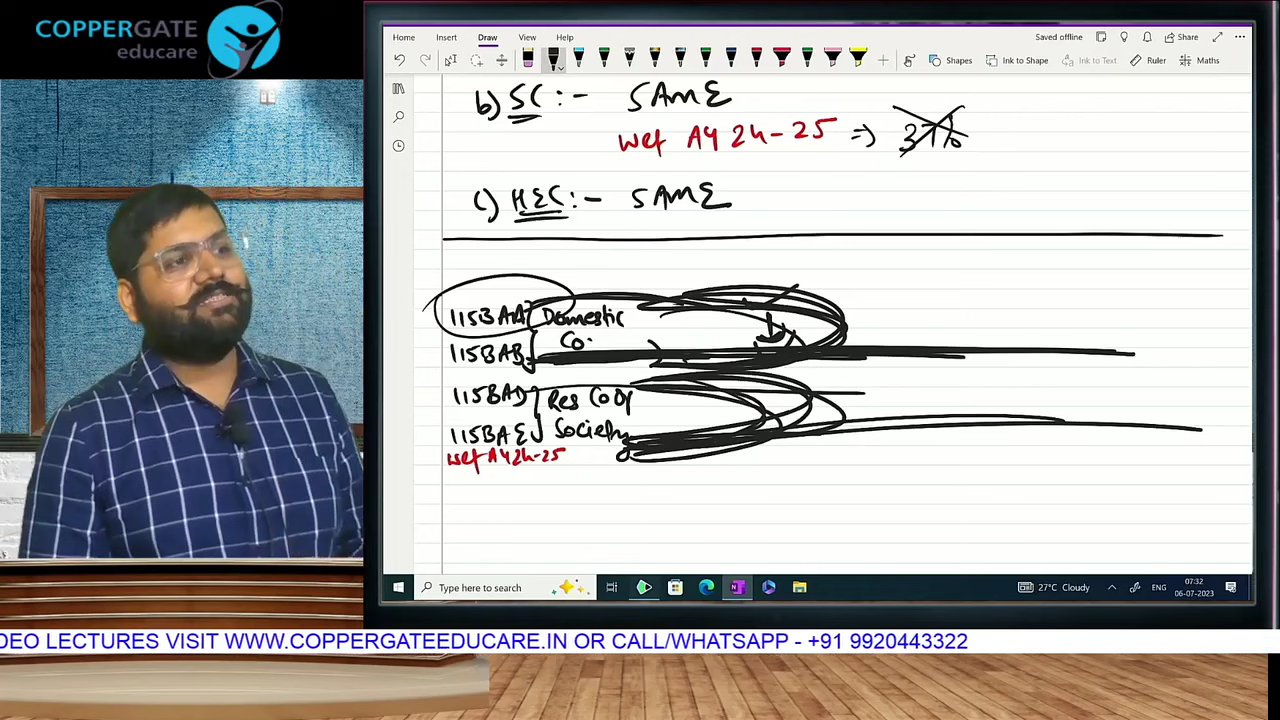 COPPERGATE
educare
Home Insert Draw View Help
Saved offline Share
Shapes Ink to Shape Ink to Text Ruler Maths
b) SC :- SAME
wef AY 24-25 => 37%
c) HEC :- SAME
115BAA Domestic
115BAB Co.
115BAD Res CoOp
115BAE Society
wef AY 24-25
Type here to search
27°C Cloudy ENG 07:32
06-07-2023
DEO LECTURES VISIT WWW.COPPERGATEEDUCARE.IN OR CALL/WHATSAPP - +91 9920443322